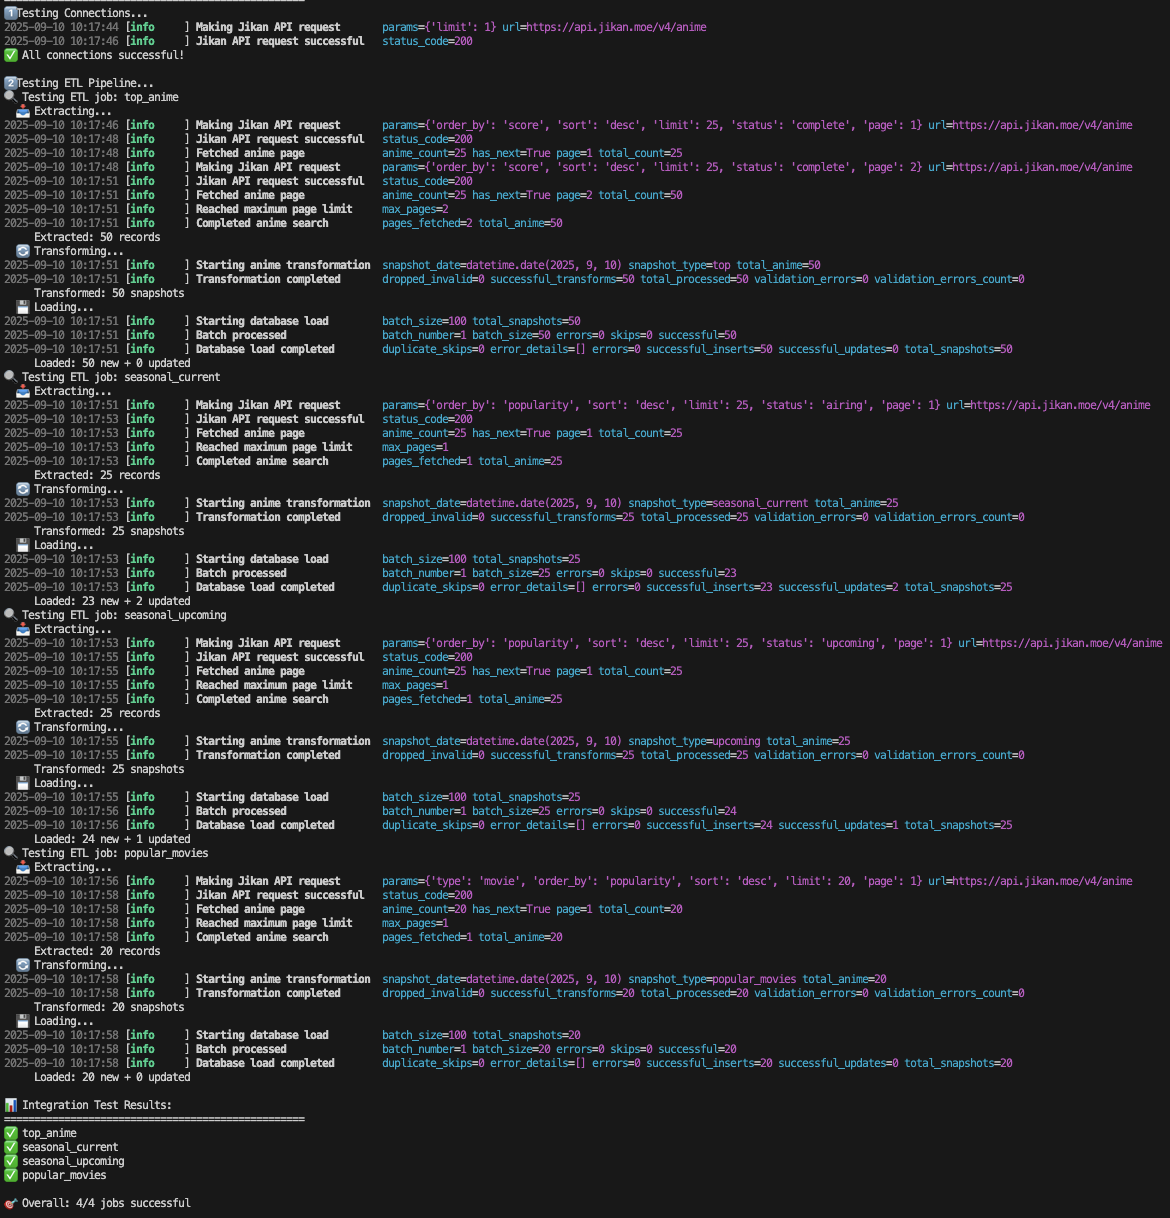 ==================================================
1️⃣Testing Connections...
2025-09-10 10:17:44 [info     ] Making Jikan API request       params={'limit': 1} url=https://api.jikan.moe/v4/anime
2025-09-10 10:17:46 [info     ] Jikan API request successful   status_code=200
✅ All connections successful!
2️⃣Testing ETL Pipeline...
🔍 Testing ETL job: top_anime
📥 Extracting...
2025-09-10 10:17:46 [info     ] Making Jikan API request       params={'order_by': 'score', 'sort': 'desc', 'limit': 25, 'status': 'complete', 'page': 1} url=https://api.jikan.moe/v4/anime
2025-09-10 10:17:48 [info     ] Jikan API request successful   status_code=200
2025-09-10 10:17:48 [info     ] Fetched anime page             anime_count=25 has_next=True page=1 total_count=25
2025-09-10 10:17:48 [info     ] Making Jikan API request       params={'order_by': 'score', 'sort': 'desc', 'limit': 25, 'status': 'complete', 'page': 2} url=https://api.jikan.moe/v4/anime
2025-09-10 10:17:51 [info     ] Jikan API request successful   status_code=200
2025-09-10 10:17:51 [info     ] Fetched anime page             anime_count=25 has_next=True page=2 total_count=50
2025-09-10 10:17:51 [info     ] Reached maximum page limit     max_pages=2
2025-09-10 10:17:51 [info     ] Completed anime search         pages_fetched=2 total_anime=50
Extracted: 50 records
🔄 Transforming...
2025-09-10 10:17:51 [info     ] Starting anime transformation  snapshot_date=datetime.date(2025, 9, 10) snapshot_type=top total_anime=50
2025-09-10 10:17:51 [info     ] Transformation completed       dropped_invalid=0 successful_transforms=50 total_processed=50 validation_errors=0 validation_errors_count=0
Transformed: 50 snapshots
💾 Loading...
2025-09-10 10:17:51 [info     ] Starting database load         batch_size=100 total_snapshots=50
2025-09-10 10:17:51 [info     ] Batch processed                batch_number=1 batch_size=50 errors=0 skips=0 successful=50
2025-09-10 10:17:51 [info     ] Database load completed        duplicate_skips=0 error_details=[] errors=0 successful_inserts=50 successful_updates=0 total_snapshots=50
Loaded: 50 new + 0 updated
🔍 Testing ETL job: seasonal_current
📥 Extracting...
2025-09-10 10:17:51 [info     ] Making Jikan API request       params={'order_by': 'popularity', 'sort': 'desc', 'limit': 25, 'status': 'airing', 'page': 1} url=https://api.jikan.moe/v4/anime
2025-09-10 10:17:53 [info     ] Jikan API request successful   status_code=200
2025-09-10 10:17:53 [info     ] Fetched anime page             anime_count=25 has_next=True page=1 total_count=25
2025-09-10 10:17:53 [info     ] Reached maximum page limit     max_pages=1
2025-09-10 10:17:53 [info     ] Completed anime search         pages_fetched=1 total_anime=25
Extracted: 25 records
🔄 Transforming...
2025-09-10 10:17:53 [info     ] Starting anime transformation  snapshot_date=datetime.date(2025, 9, 10) snapshot_type=seasonal_current total_anime=25
2025-09-10 10:17:53 [info     ] Transformation completed       dropped_invalid=0 successful_transforms=25 total_processed=25 validation_errors=0 validation_errors_count=0
Transformed: 25 snapshots
💾 Loading...
2025-09-10 10:17:53 [info     ] Starting database load         batch_size=100 total_snapshots=25
2025-09-10 10:17:53 [info     ] Batch processed                batch_number=1 batch_size=25 errors=0 skips=0 successful=23
2025-09-10 10:17:53 [info     ] Database load completed        duplicate_skips=0 error_details=[] errors=0 successful_inserts=23 successful_updates=2 total_snapshots=25
Loaded: 23 new + 2 updated
🔍 Testing ETL job: seasonal_upcoming
📥 Extracting...
2025-09-10 10:17:53 [info     ] Making Jikan API request       params={'order_by': 'popularity', 'sort': 'desc', 'limit': 25, 'status': 'upcoming', 'page': 1} url=https://api.jikan.moe/v4/anime
2025-09-10 10:17:55 [info     ] Jikan API request successful   status_code=200
2025-09-10 10:17:55 [info     ] Fetched anime page             anime_count=25 has_next=True page=1 total_count=25
2025-09-10 10:17:55 [info     ] Reached maximum page limit     max_pages=1
2025-09-10 10:17:55 [info     ] Completed anime search         pages_fetched=1 total_anime=25
Extracted: 25 records
🔄 Transforming...
2025-09-10 10:17:55 [info     ] Starting anime transformation  snapshot_date=datetime.date(2025, 9, 10) snapshot_type=upcoming total_anime=25
2025-09-10 10:17:55 [info     ] Transformation completed       dropped_invalid=0 successful_transforms=25 total_processed=25 validation_errors=0 validation_errors_count=0
Transformed: 25 snapshots
💾 Loading...
2025-09-10 10:17:55 [info     ] Starting database load         batch_size=100 total_snapshots=25
2025-09-10 10:17:56 [info     ] Batch processed                batch_number=1 batch_size=25 errors=0 skips=0 successful=24
2025-09-10 10:17:56 [info     ] Database load completed        duplicate_skips=0 error_details=[] errors=0 successful_inserts=24 successful_updates=1 total_snapshots=25
Loaded: 24 new + 1 updated
🔍 Testing ETL job: popular_movies
📥 Extracting...
2025-09-10 10:17:56 [info     ] Making Jikan API request       params={'type': 'movie', 'order_by': 'popularity', 'sort': 'desc', 'limit': 20, 'page': 1} url=https://api.jikan.moe/v4/anime
2025-09-10 10:17:58 [info     ] Jikan API request successful   status_code=200
2025-09-10 10:17:58 [info     ] Fetched anime page             anime_count=20 has_next=True page=1 total_count=20
2025-09-10 10:17:58 [info     ] Reached maximum page limit     max_pages=1
2025-09-10 10:17:58 [info     ] Completed anime search         pages_fetched=1 total_anime=20
Extracted: 20 records
🔄 Transforming...
2025-09-10 10:17:58 [info     ] Starting anime transformation  snapshot_date=datetime.date(2025, 9, 10) snapshot_type=popular_movies total_anime=20
2025-09-10 10:17:58 [info     ] Transformation completed       dropped_invalid=0 successful_transforms=20 total_processed=20 validation_errors=0 validation_errors_count=0
Transformed: 20 snapshots
💾 Loading...
2025-09-10 10:17:58 [info     ] Starting database load         batch_size=100 total_snapshots=20
2025-09-10 10:17:58 [info     ] Batch processed                batch_number=1 batch_size=20 errors=0 skips=0 successful=20
2025-09-10 10:17:58 [info     ] Database load completed        duplicate_skips=0 error_details=[] errors=0 successful_inserts=20 successful_updates=0 total_snapshots=20
Loaded: 20 new + 0 updated
📊 Integration Test Results:
==================================================
✅ top_anime
✅ seasonal_current
✅ seasonal_upcoming
✅ popular_movies
🎯 Overall: 4/4 jobs successful